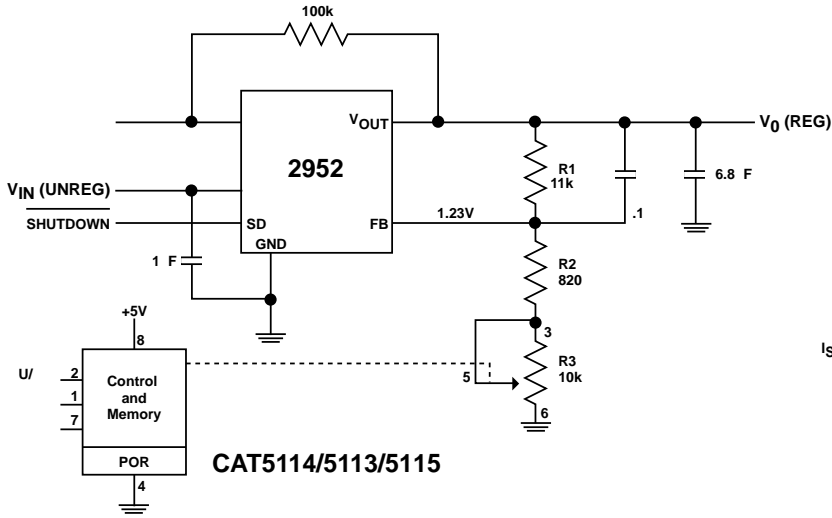 100k
VOUT
V0 (REG)
2952
R1
11k
6.8 F
VIN (UNREG)
SHUTDOWN
SD
FB
1.23V
.1
GND
1 F
R2
820
+5V
8
3
IS
U/
2
Control
and
Memory
5
R3
10k
1
7
6
POR
CAT5114/5113/5115
4